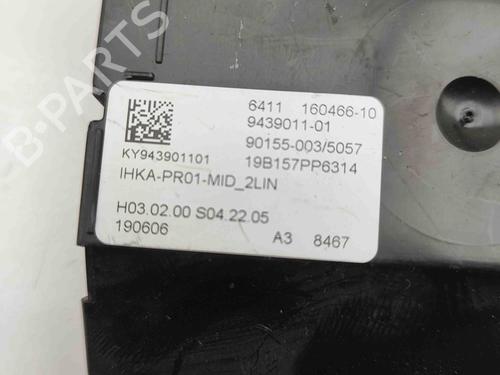 B-PARTS
6411 160466-10
9439011-01
90155-003/5057
KY943901101 19B157PP6314
IHKA-PR01-MID_2LIN
H03.02.00 S04.22.05
190606 A3 8467